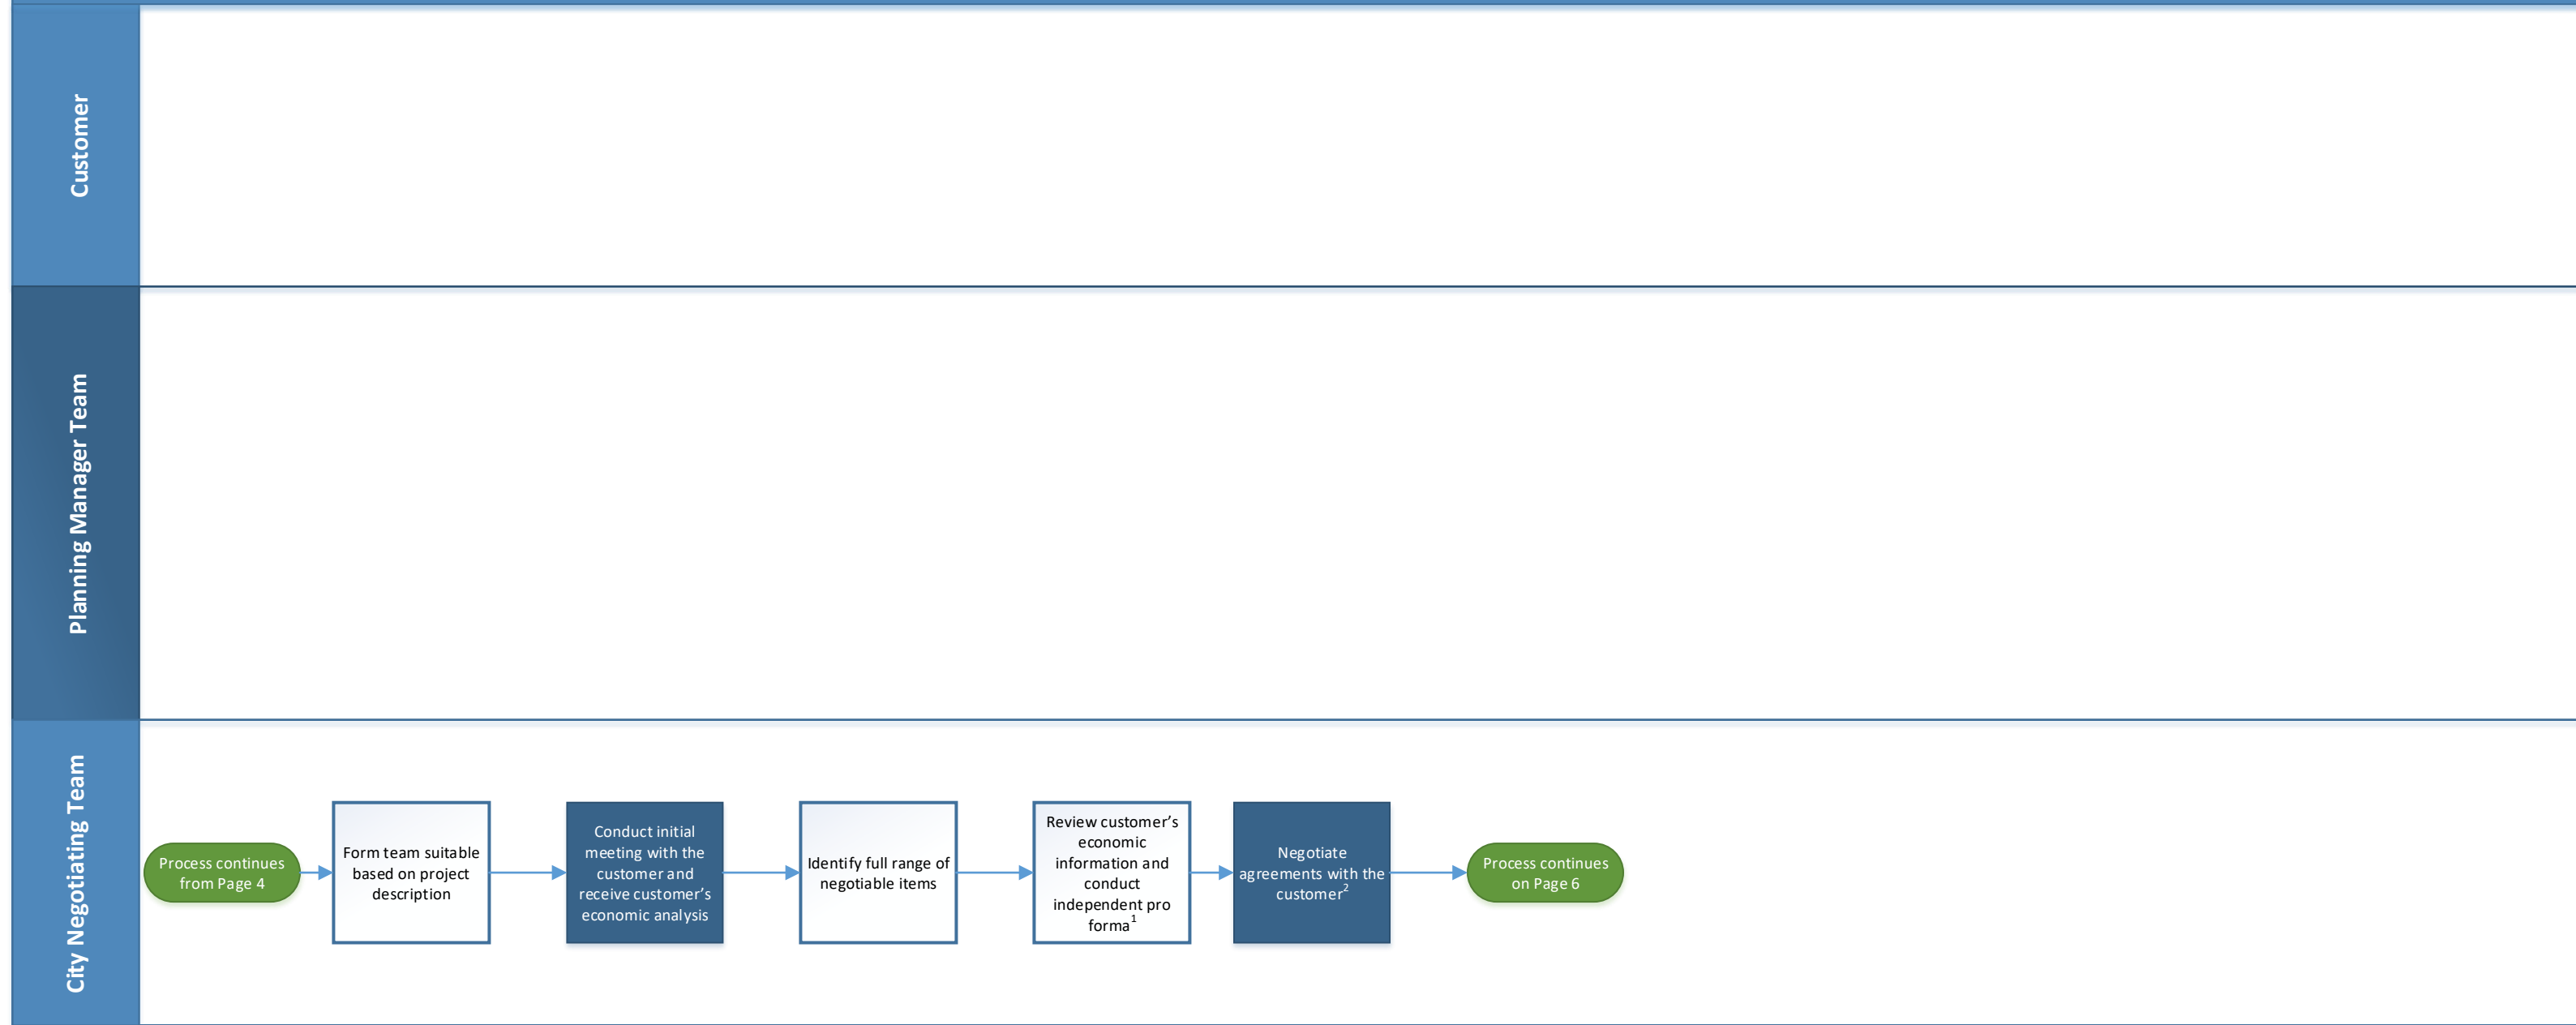 Customer
Planning Manager Team
City Negotiating Team
Process continues
from Page 4
Form team suitable
based on project
description
Conduct initial
meeting with the
customer and
receive customer’s
economic analysis
Identify full range of
negotiable items
Review customer’s
economic
information and
conduct
independent pro
forma1
Negotiate
agreements with the
customer2
Process continues
on Page 6